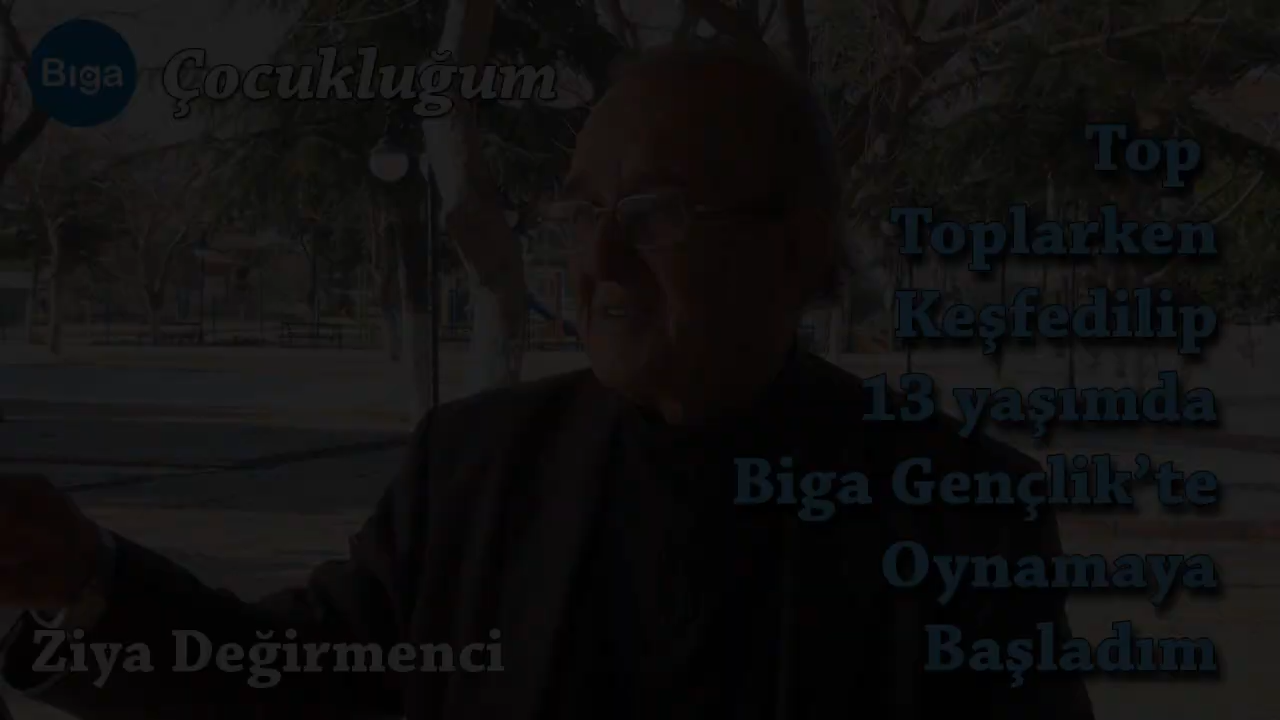 Biga
Çocukluğum
Top
Toplarken
Keşfedilip
13 yaşımda
Biga Gençlik’te
Oynamaya
Başladım
Ziya Değirmenci